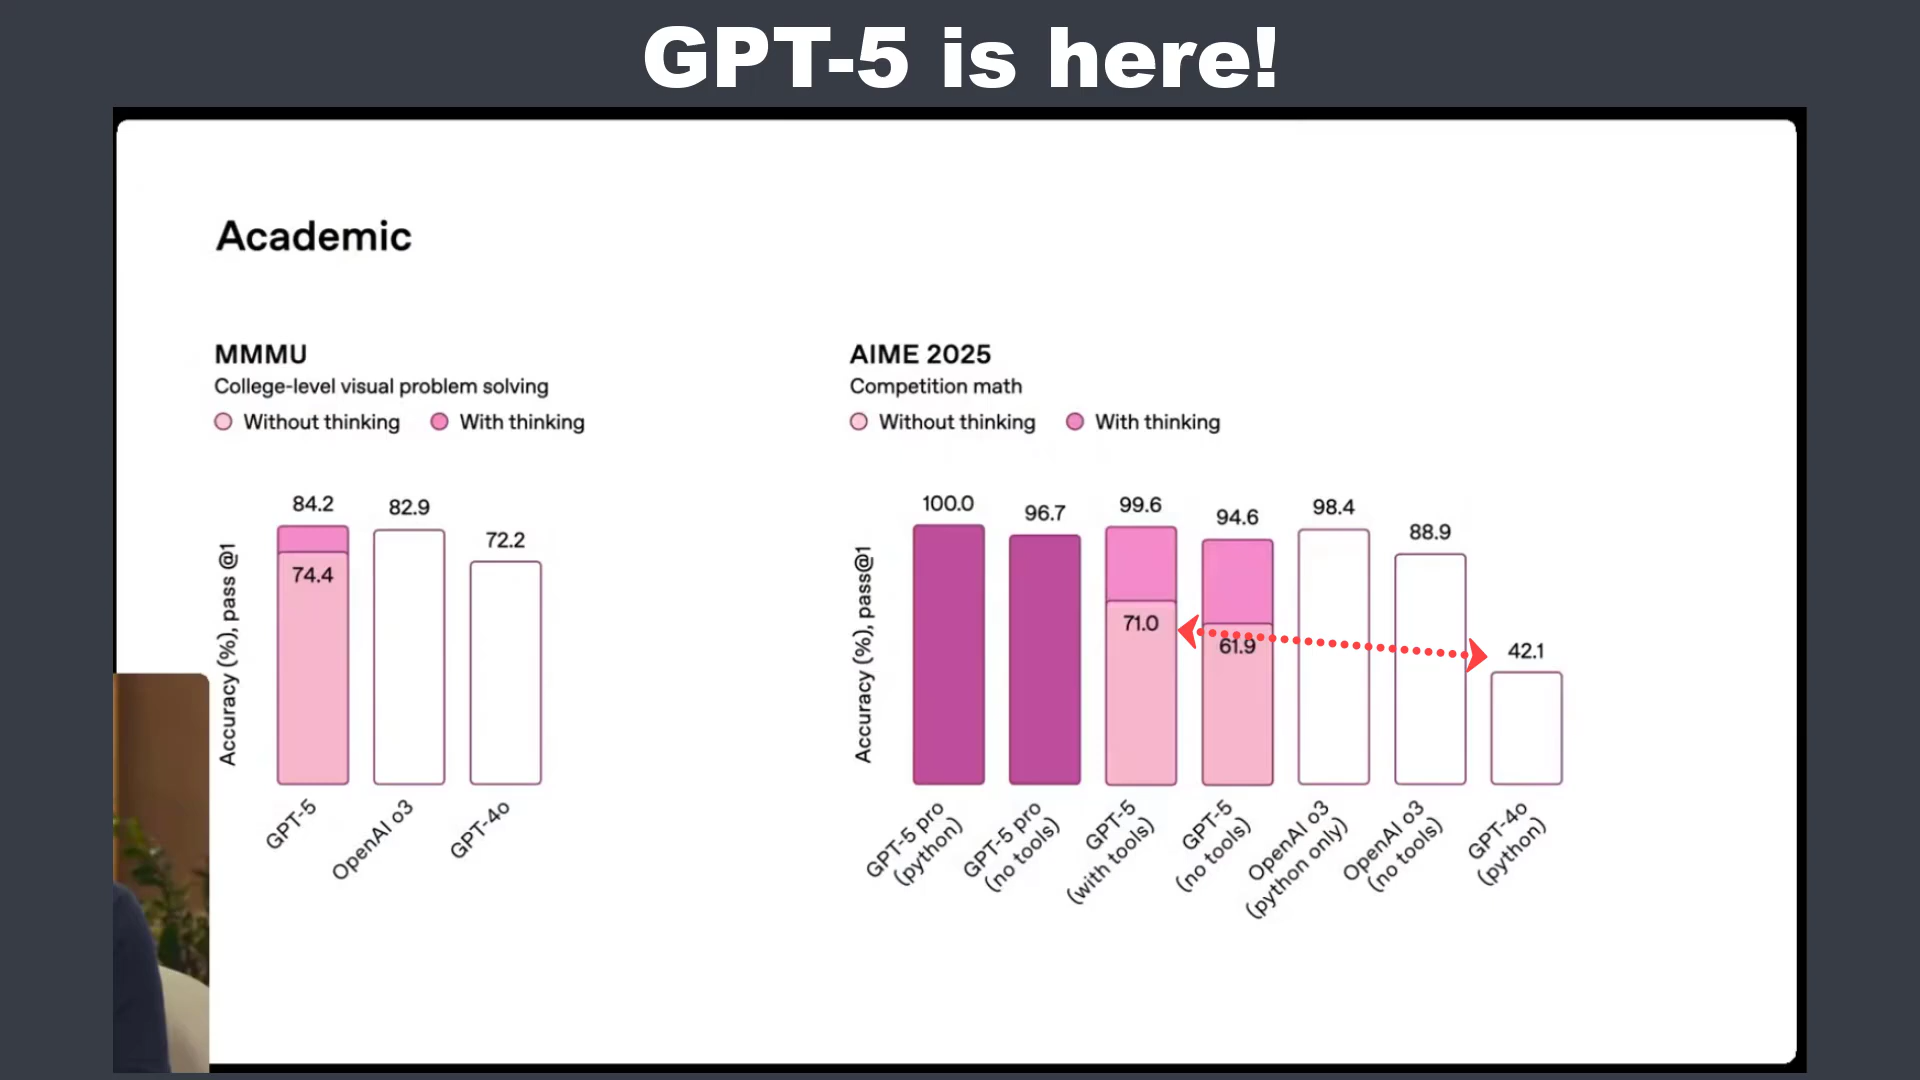 GPT-5 is here!
Academic
MMMU
College-level visual problem solving
Without thinking
With thinking
Accuracy (%), pass @1
84.2
74.4
82.9
72.2
GPT-5
OpenAI o3
GPT-4o
AIME 2025
Competition math
Without thinking
With thinking
Accuracy (%), pass@1
100.0
96.7
99.6
71.0
94.6
61.9
98.4
88.9
42.1
GPT-5 pro
(python)
GPT-5 pro
(no tools)
GPT-5
(with tools)
GPT-5
(no tools)
OpenAI o3
(python only)
OpenAI o3
(no tools)
GPT-4o
(python)